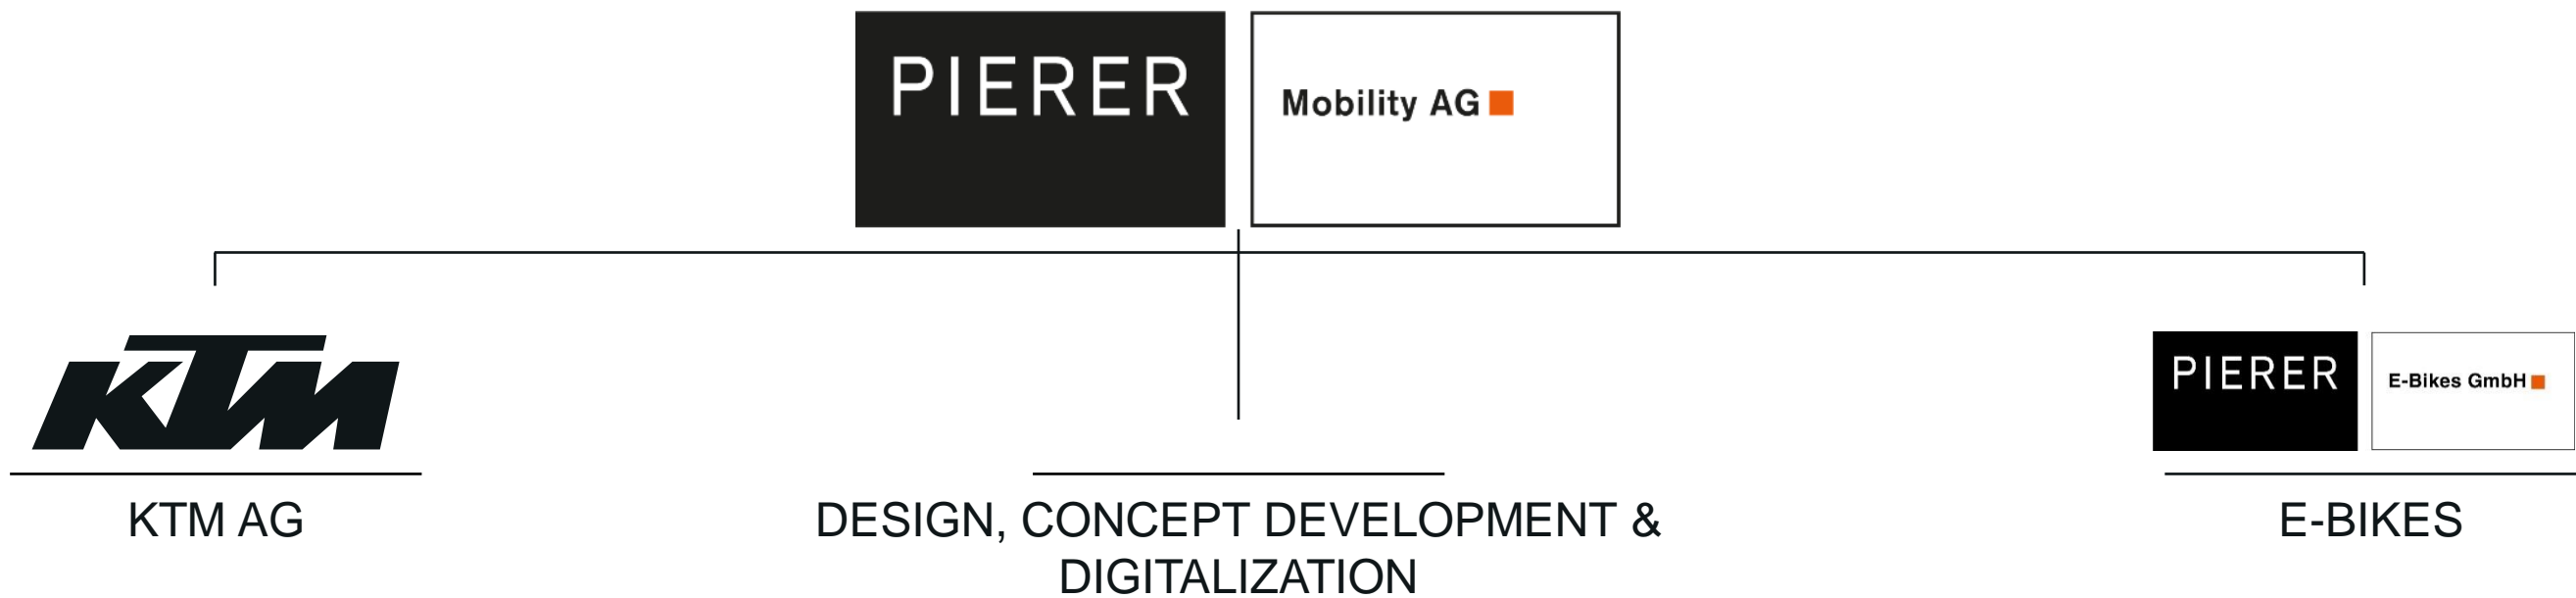 PIERER
Mobility AG
KTM
PIERER
E-Bikes GmbH
KTM AG
DESIGN, CONCEPT DEVELOPMENT &
DIGITALIZATION
E-BIKES